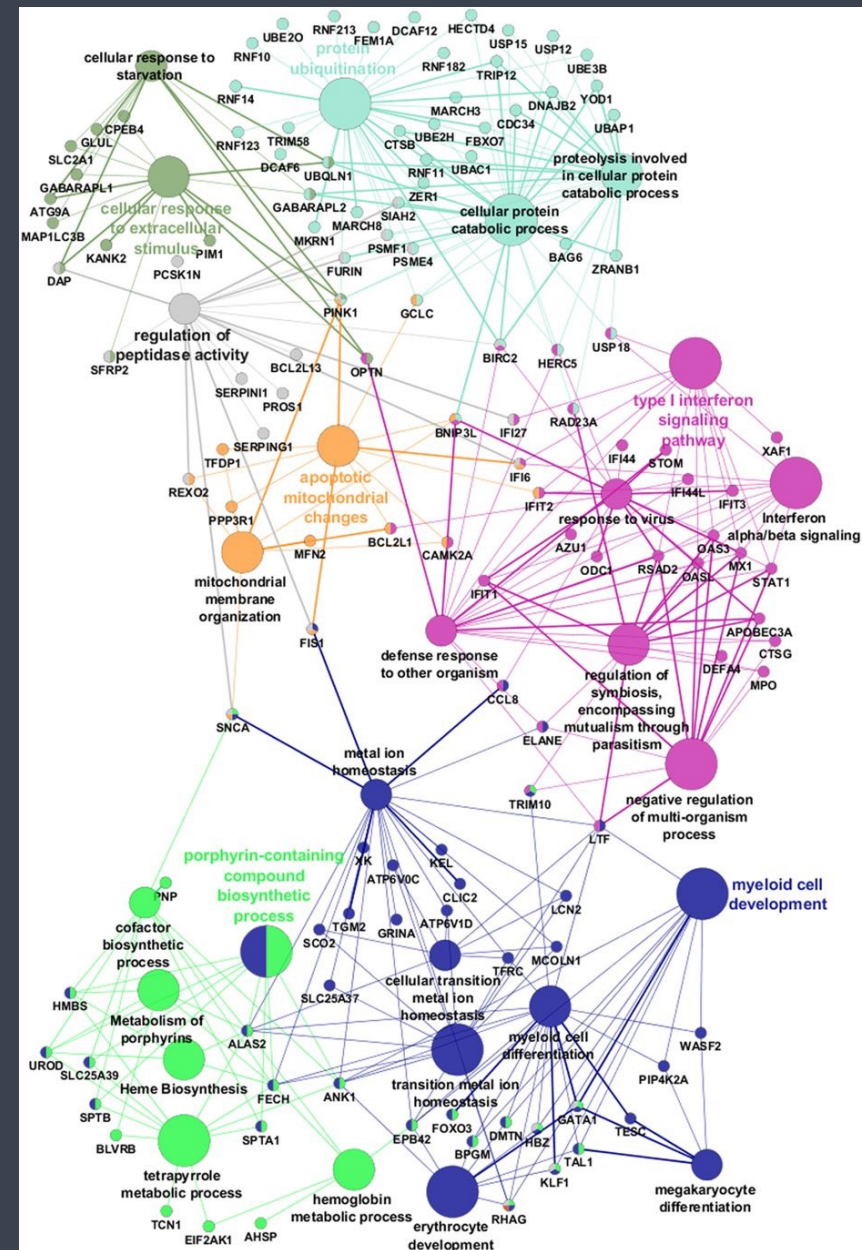 RNF213
DCAF12
HECTD4
UBE2O
FEM1A
USP15
USP12
RNF10
protein
ubiquitination
cellular response to
starvation
RNF182
TRIP12
UBE3B
RNF14
MARCH3
DNAJB2
YOD1
CPEB4
CDC34
UBAP1
GLUL
RNF123
TRIM58
CTSB
UBE2H
FBXO7
SLC2A1
DCAF6
UBQLN1
RNF11
UBAC1
proteolysis involved
in cellular protein
catabolic process
GABARAPL1
ZER1
ATG9A
cellular response
to extracellular
stimulus
GABARAPL2
SIAH2
cellular protein
catabolic process
MAP1LC3B
MARCH8
MKRN1
PSMF1
KANK2
PIM1
PSME4
BAG6
PCSK1N
FURIN
ZRANB1
DAP
PINK1
GCLC
regulation of
peptidase activity
BIRC2
HERC5
USP18
SFRP2
BCL2L13
OPTN
SERPINI1
PROS1
type I interferon
signaling
pathway
BNIP3L
IFI27
RAD23A
SERPING1
XAF1
TFDP1
IFI44
STOM
REXO2
apoptotic
mitochondrial
changes
IFI6
IFI44L
IFIT3
IFIT2
response to virus
Interferon
alpha/beta signaling
PPP3R1
MFN2
BCL2L1
CAMK2A
AZU1
OAS3
ODC1
RSAD2
OASL
MX1
STAT1
mitochondrial
membrane
organization
IFIT1
FIS1
APOBEC3A
CTSG
defense response
to other organism
DEFA4
MPO
regulation of
symbiosis,
encompassing
mutualism through
parasitism
CCL8
SNCA
ELANE
metal ion
homeostasis
TRIM10
negative regulation
of multi-organism
process
LTF
porphyrin-containing
compound
biosynthetic
process
XK
KEL
ATP6V0C
CLIC2
myeloid cell
development
PNP
LCN2
cofactor
biosynthetic
process
TGM2
GRINA
ATP6V1D
SCO2
MCOLN1
TFRC
cellular transition
metal ion
homeostasis
HMBS
SLC25A37
Metabolism of
porphyrins
ALAS2
myeloid cell
differentiation
WASF2
UROD
SLC25A39
Heme Biosynthesis
FECH
ANK1
transition metal ion
homeostasis
PIP4K2A
SPTB
FOXO3
DMTN
GATA1
TESC
BLVRB
SPTA1
EPB42
BPGM
HBZ
TAL1
tetrapyrrole
metabolic process
hemoglobin
metabolic process
KLF1
megakaryocyte
differentiation
TCN1
EIF2AK1
AHSP
RHAG
erythrocyte
development